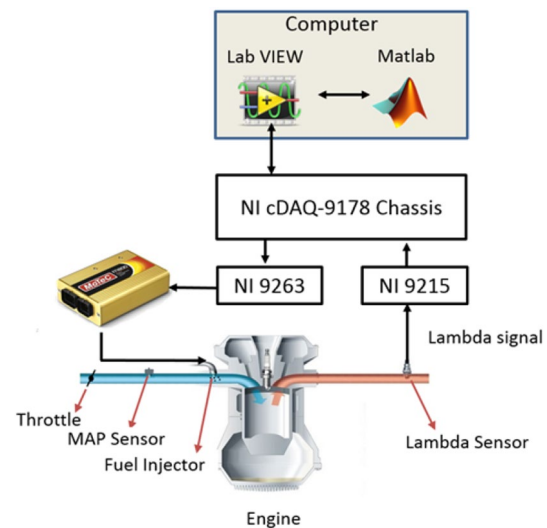 Computer
Lab VIEW
Matlab
NI cDAQ-9178 Chassis
NI 9263
NI 9215
MoTeC
Lambda signal
Throttle
MAP Sensor
Fuel Injector
Lambda Sensor
Engine